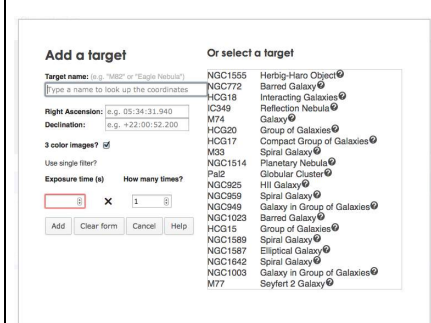 Add a target
Target name: (e.g. "M82" or "Eagle Nebula")
Type a name to look up the coordinates
Right Ascension: e.g. 05:34:31.940
Declination: e.g. +22:00:52.200
3 color images?
Use single filter?
Exposure time (s) How many times?
× 1
Add Clear form Cancel Help
Or select a target
NGC1555 Herbig-Haro Object?
NGC772 Barred Galaxy?
HCG18 Interacting Galaxies?
IC349 Reflection Nebula?
M74 Galaxy?
HCG20 Group of Galaxies?
HCG17 Compact Group of Galaxies?
M33 Spiral Galaxy?
NGC1514 Planetary Nebula?
Pal2 Globular Cluster?
NGC925 HII Galaxy?
NGC959 Spiral Galaxy?
NGC949 Galaxy in Group of Galaxies?
NGC1023 Barred Galaxy?
HCG15 Group of Galaxies?
NGC1589 Spiral Galaxy?
NGC1587 Elliptical Galaxy?
NGC1642 Spiral Galaxy?
NGC1003 Galaxy in Group of Galaxies?
M77 Seyfert 2 Galaxy?